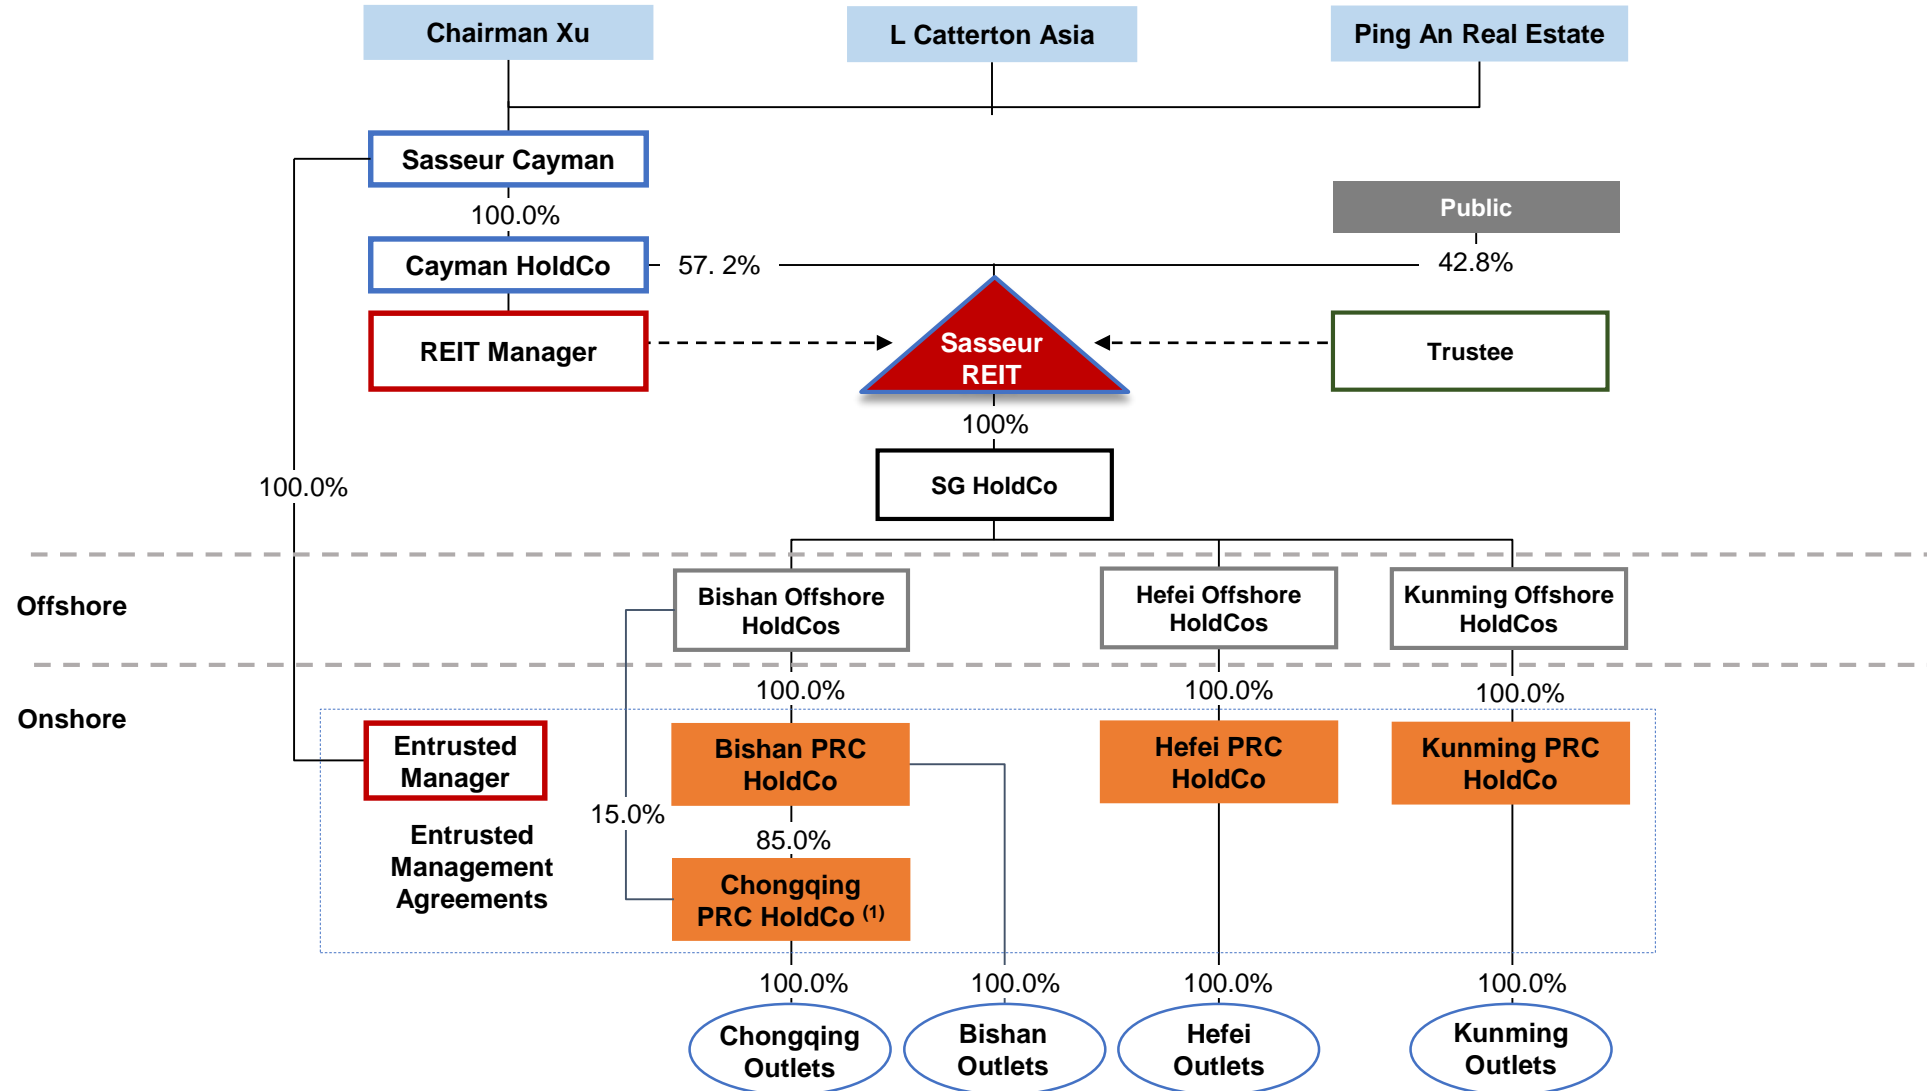 Chairman Xu
L Catterton Asia
Ping An Real Estate
Sasseur Cayman
100.0%
Public
Cayman HoldCo
57. 2%
42.8%
REIT Manager
Sasseur
REIT
Trustee
100%
SG HoldCo
100.0%
Offshore
Bishan Offshore
HoldCos
Hefei Offshore
HoldCos
Kunming Offshore
HoldCos
100.0%
100.0%
100.0%
Onshore
Entrusted
Manager
Bishan PRC
HoldCo
Hefei PRC
HoldCo
Kunming PRC
HoldCo
15.0%
85.0%
Entrusted
Management
Agreements
Chongqing
PRC HoldCo (1)
100.0%
100.0%
100.0%
100.0%
Chongqing
Outlets
Bishan
Outlets
Hefei
Outlets
Kunming
Outlets